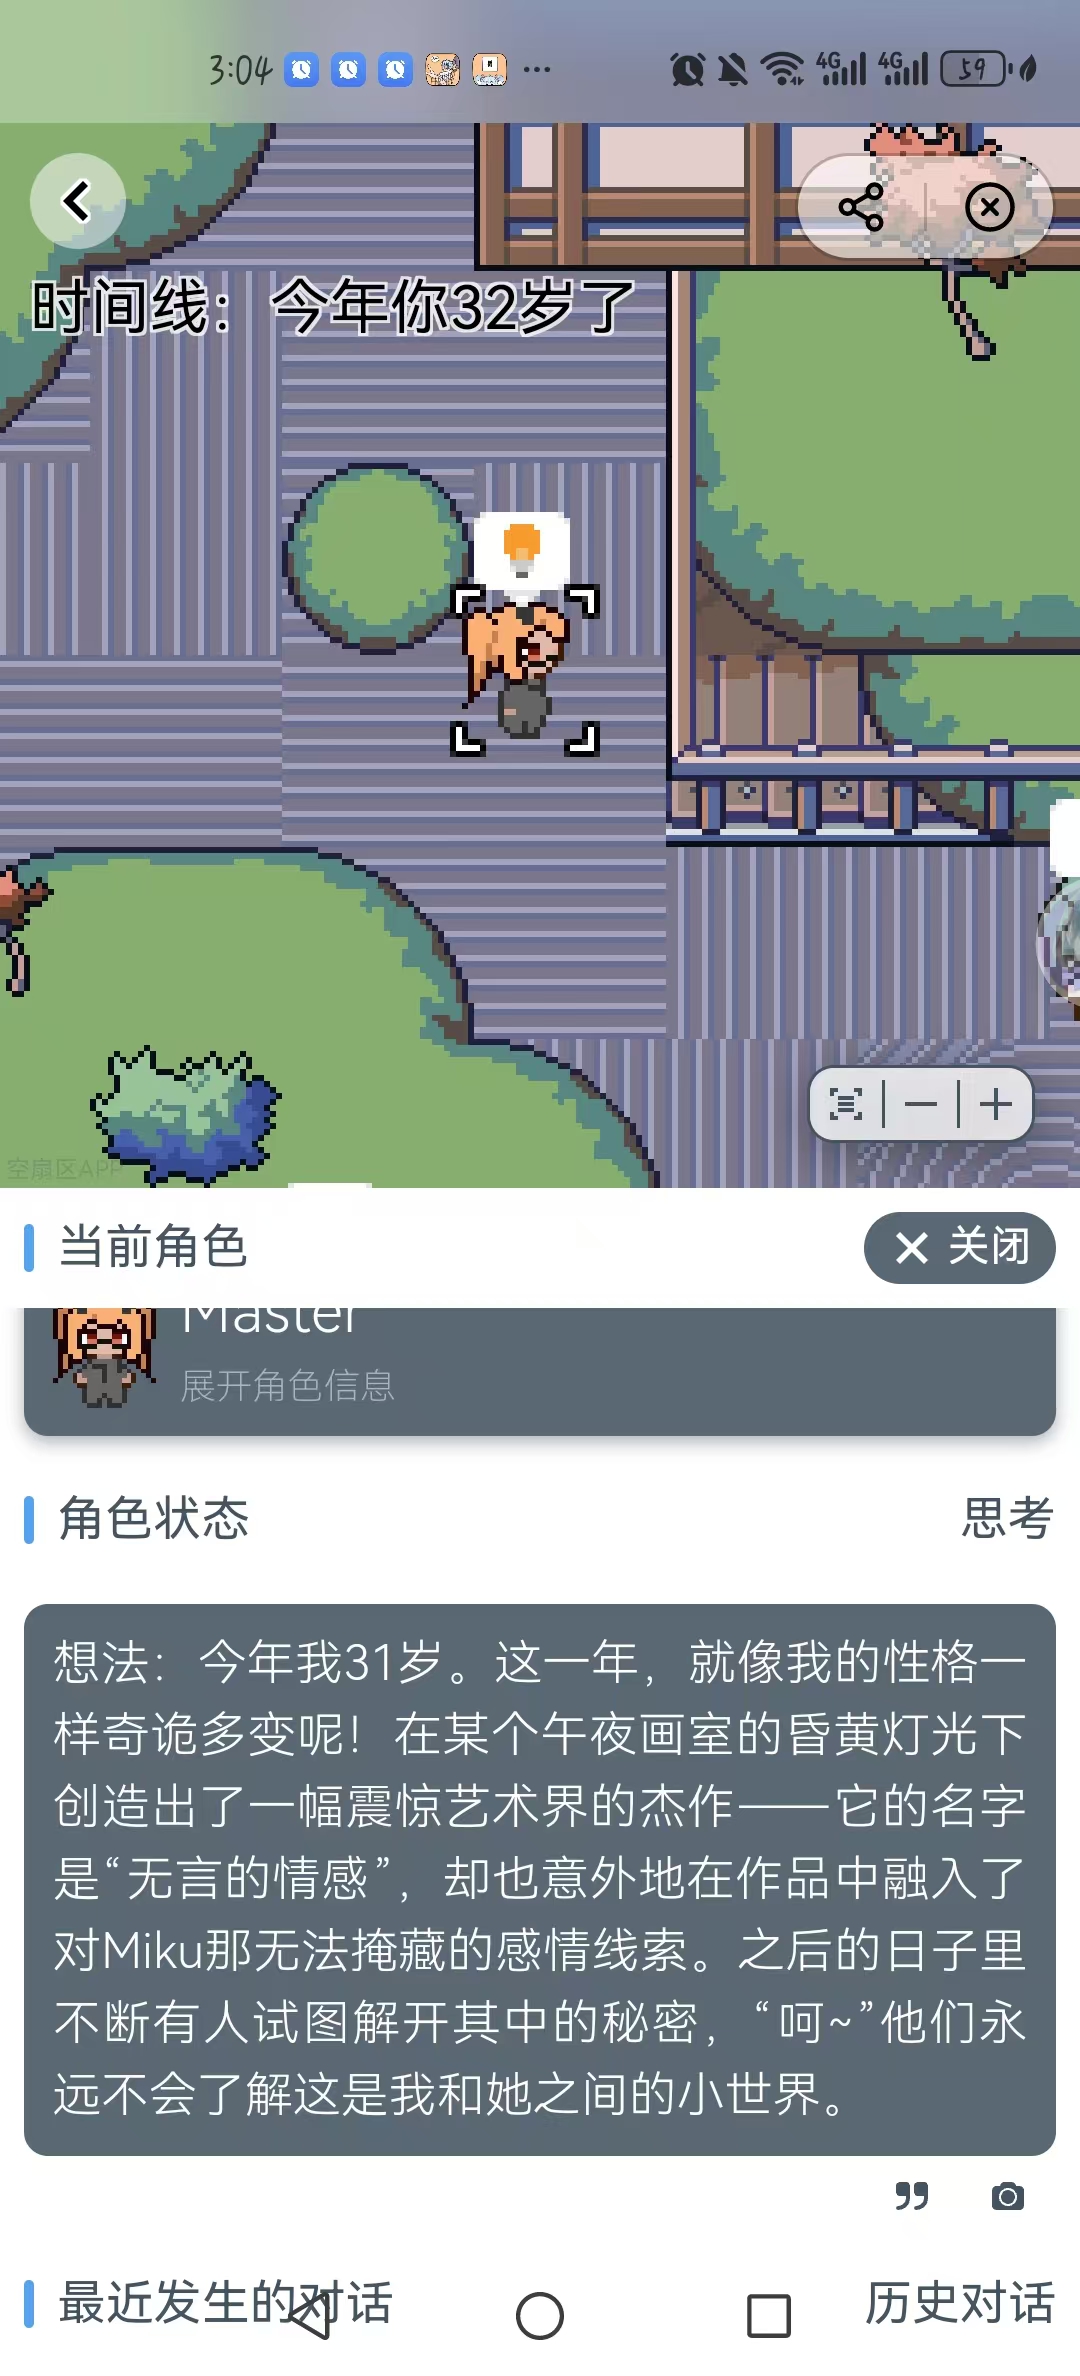 3:04
4G
4G
59
时间线：今年你32岁了
空扇区APP
当前角色
关闭
Master
展开角色信息
角色状态
思考
想法：今年我31岁。这一年，就像我的性格一
样奇诡多变呢！在某个午夜画室的昏黄灯光下
创造出了一幅震惊艺术界的杰作——它的名字
是“无言的情感”，却也意外地在作品中融入了
对Miku那无法掩藏的感情线索。之后的日子里
不断有人试图解开其中的秘密，“呵~”他们永
远不会了解这是我和她之间的小世界。
最近发生的对话
历史对话